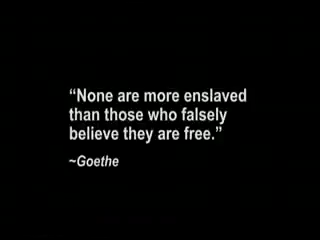 “None are more enslaved
than those who falsely
believe they are free.”
~Goethe